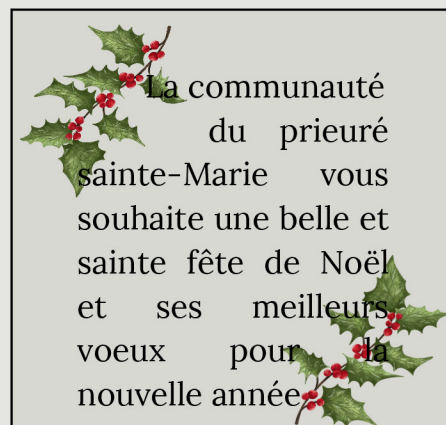 La communauté
du prieuré
sainte-Marie vous
souhaite une belle et
sainte fête de Noël
et ses meilleurs
voeux pour la
nouvelle année